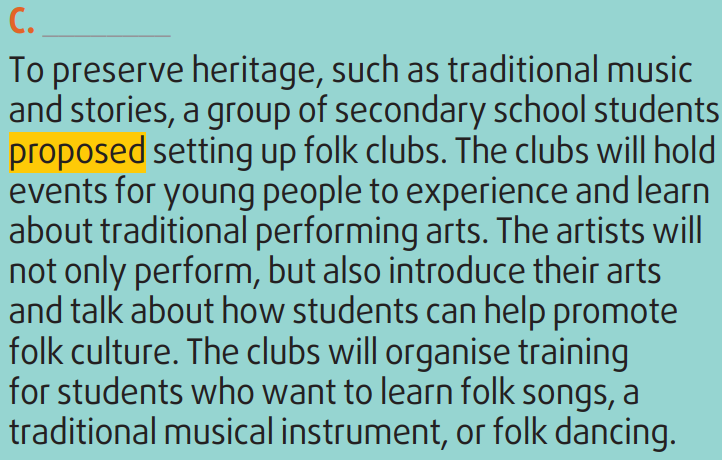 C. __________
To preserve heritage, such as traditional music
and stories, a group of secondary school students
proposed setting up folk clubs. The clubs will hold
events for young people to experience and learn
about traditional performing arts. The artists will
not only perform, but also introduce their arts
and talk about how students can help promote
folk culture. The clubs will organise training
for students who want to learn folk songs, a
traditional musical instrument, or folk dancing.